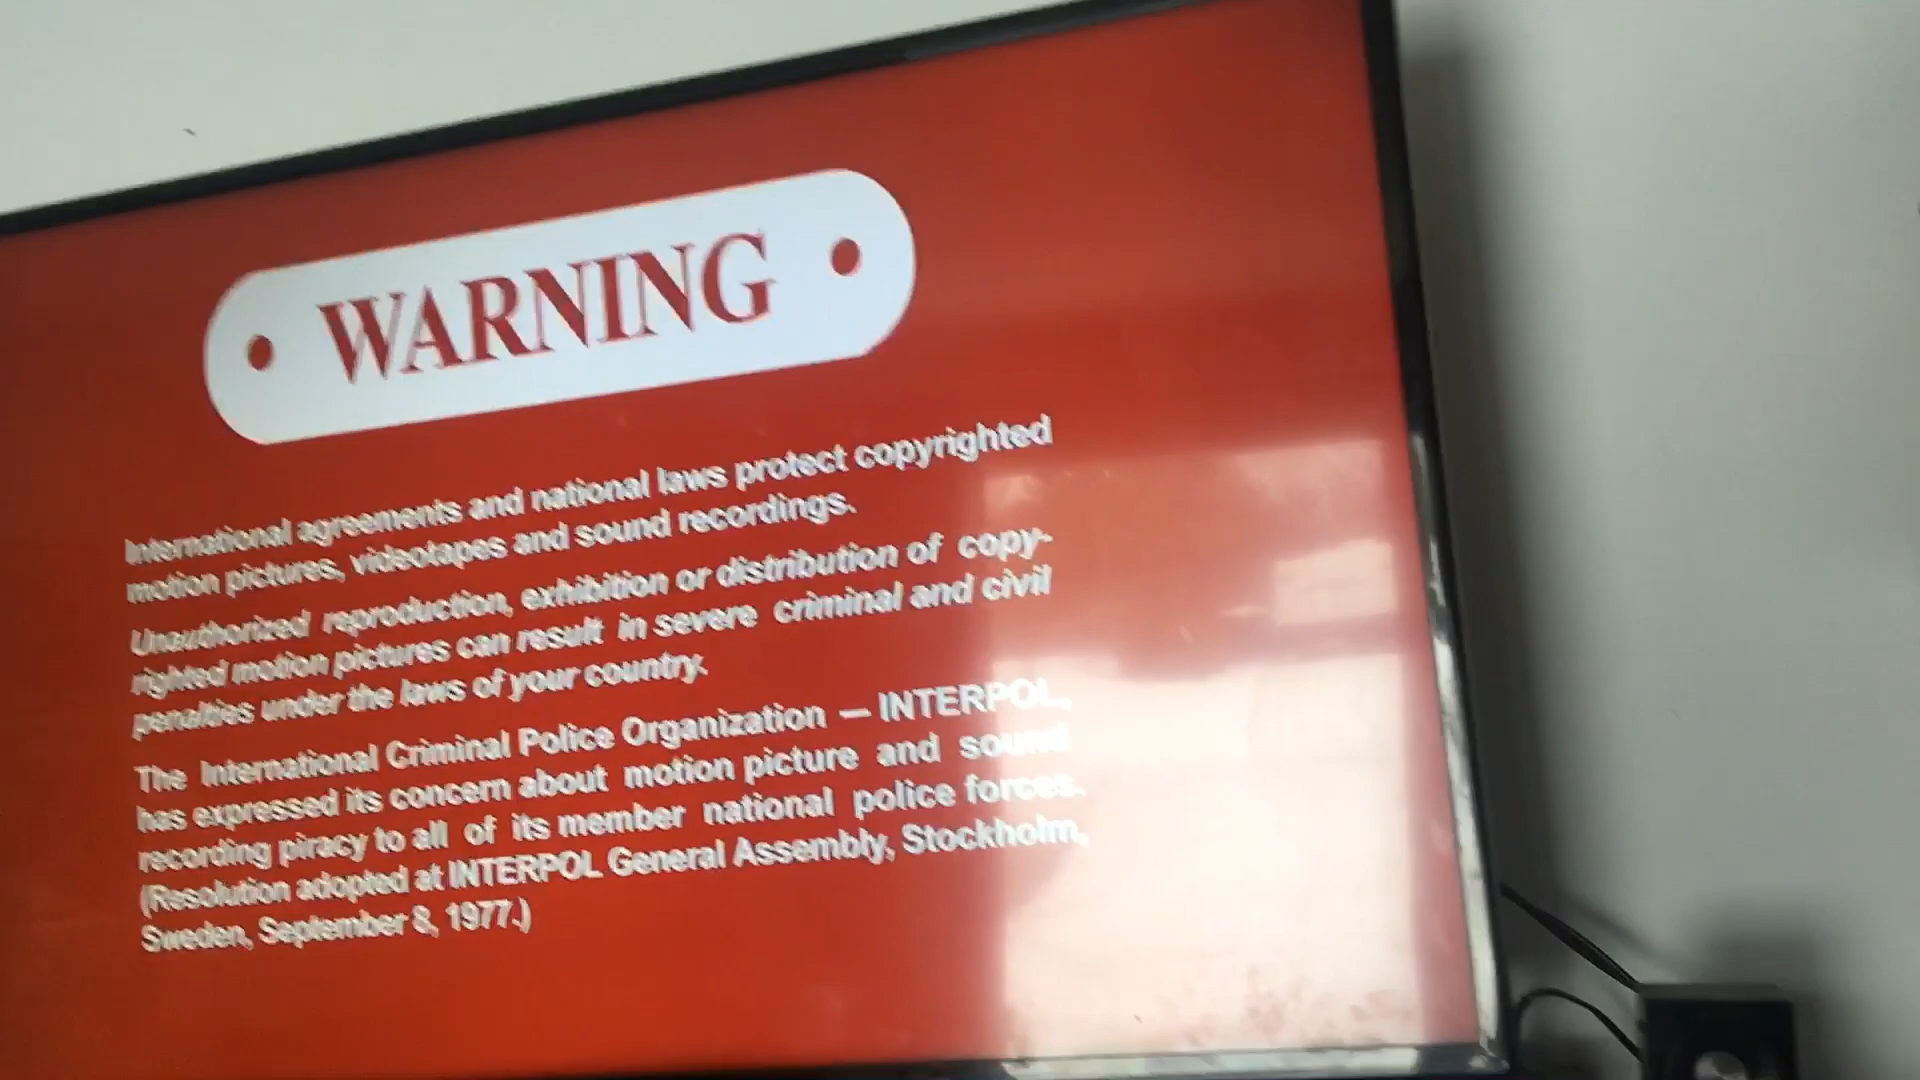 WARNING
International agreements and national laws protect copyrighted
motion pictures, videotapes and sound recordings.
Unauthorized reproduction, exhibition or distribution of copy-
righted motion pictures can result in severe criminal and civil
penalties under the laws of your country.
The International Criminal Police Organization — INTERPOL,
has expressed its concern about motion picture and sound
recording piracy to all of its member national police forces.
(Resolution adopted at INTERPOL General Assembly, Stockholm,
Sweden, September 8, 1977.)